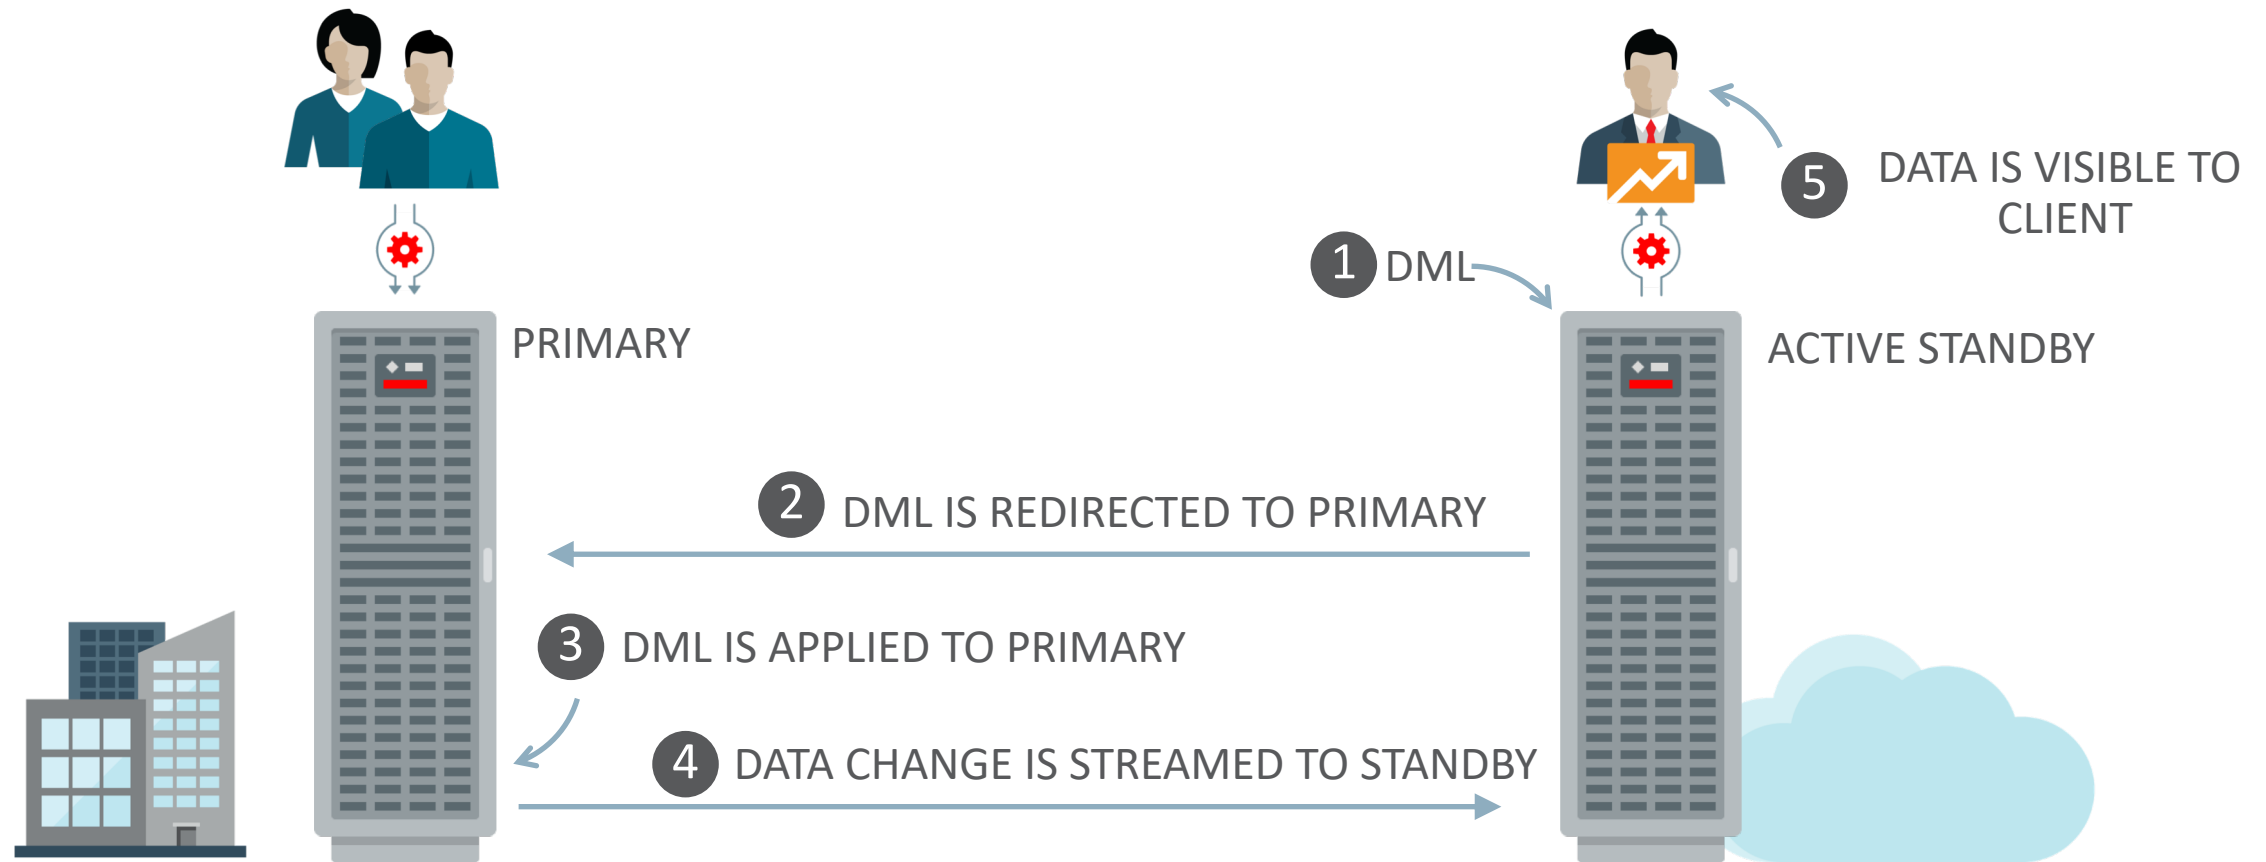 5 DATA IS VISIBLE TO
CLIENT
1 DML
PRIMARY
ACTIVE STANDBY
2 DML IS REDIRECTED TO PRIMARY
3 DML IS APPLIED TO PRIMARY
4 DATA CHANGE IS STREAMED TO STANDBY